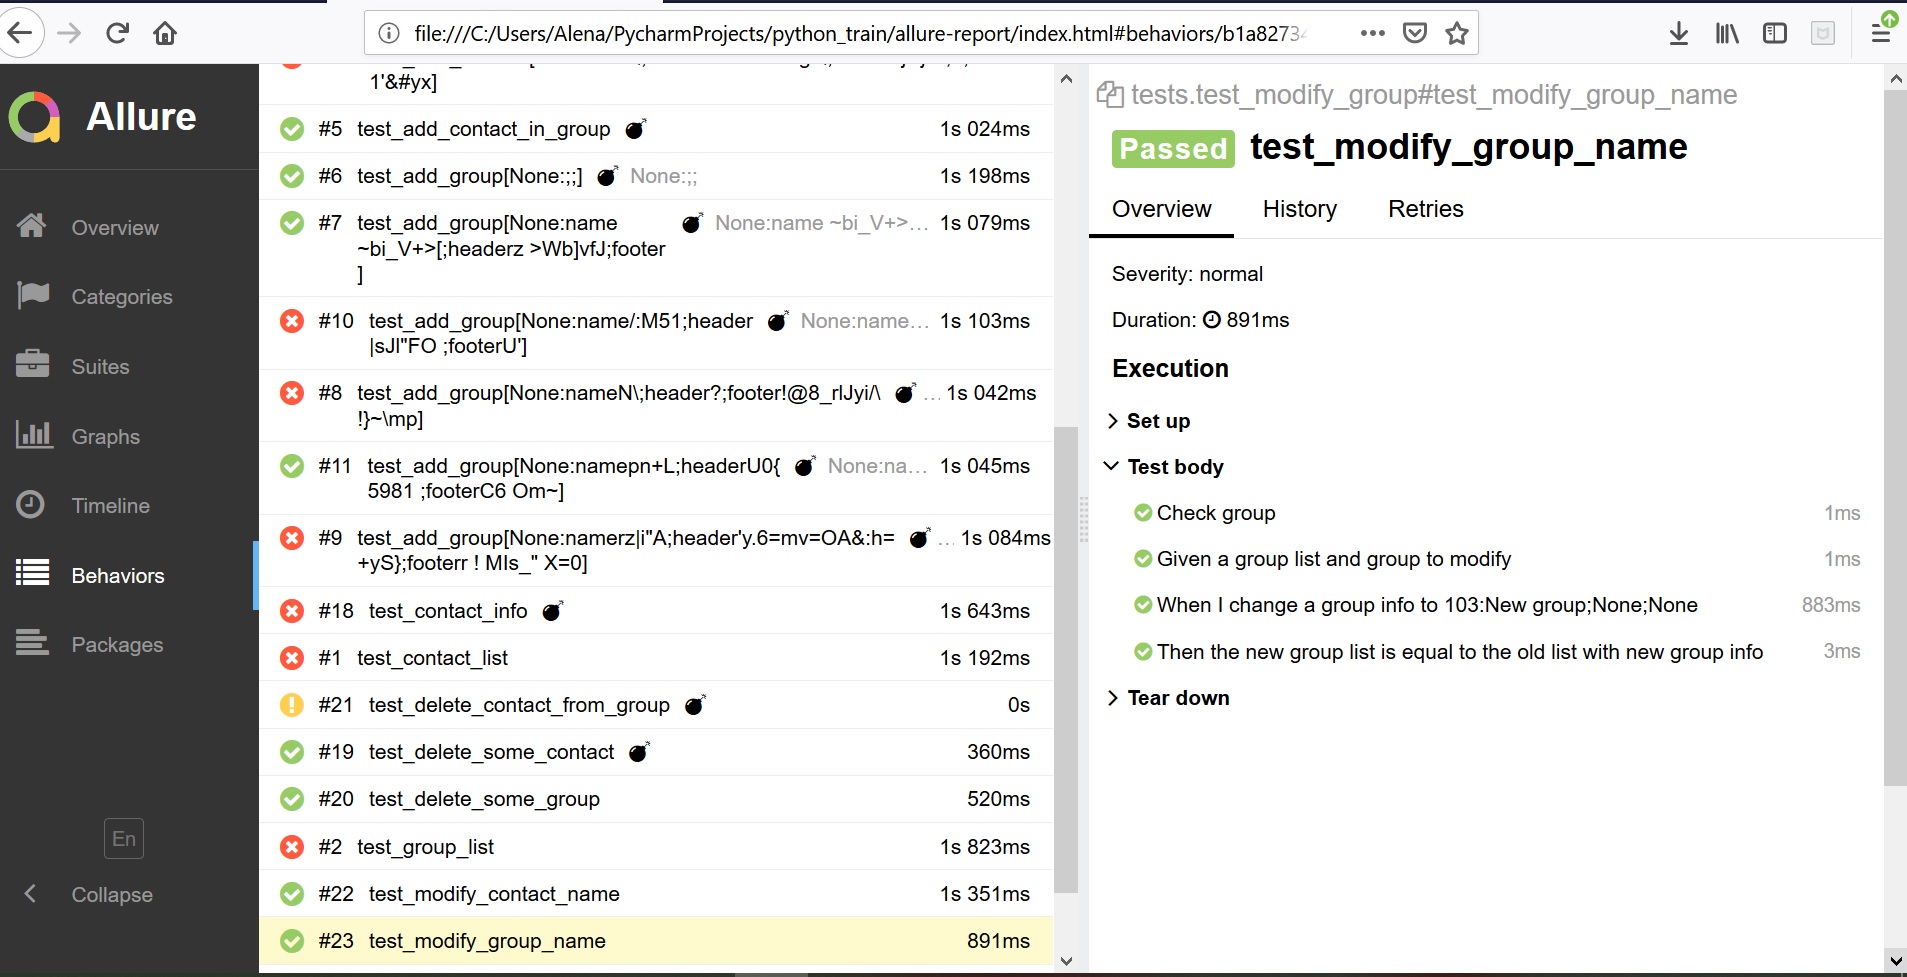 file:///C:/Users/Alena/PycharmProjects/python_train/allure-report/index.html#behaviors/b1a8273
Allure
Overview
Categories
Suites
Graphs
Timeline
Behaviors
Packages
En
Collapse
1'&#yx]
#5 test_add_contact_in_group 1s 024ms
#6 test_add_group[None:;;] None:;; 1s 198ms
#7 test_add_group[None:name None:name ~bi_V+>... 1s 079ms
~bi_V+>[;headerz >Wb]vfJ;footer
]
#10 test_add_group[None:name/:M51;header None:name... 1s 103ms
|sJl"FO ;footerU']
#8 test_add_group[None:nameN\;header?;footer!@8_rlJyi/\ ... 1s 042ms
!}~\mp]
#11 test_add_group[None:namepn+L;headerU0{ None:na... 1s 045ms
5981 ;footerC6 Om~]
#9 test_add_group[None:namerz|i"A;header'y.6=mv=OA&:h= ... 1s 084ms
+yS};footerr ! MIs_" X=0]
#18 test_contact_info 1s 643ms
#1 test_contact_list 1s 192ms
#21 test_delete_contact_from_group 0s
#19 test_delete_some_contact 360ms
#20 test_delete_some_group 520ms
#2 test_group_list 1s 823ms
#22 test_modify_contact_name 1s 351ms
#23 test_modify_group_name 891ms
tests.test_modify_group#test_modify_group_name
Passed test_modify_group_name
Overview History Retries
Severity: normal
Duration: 891ms
Execution
Set up
Test body
Check group 1ms
Given a group list and group to modify 1ms
When I change a group info to 103:New group;None;None 883ms
Then the new group list is equal to the old list with new group info 3ms
Tear down